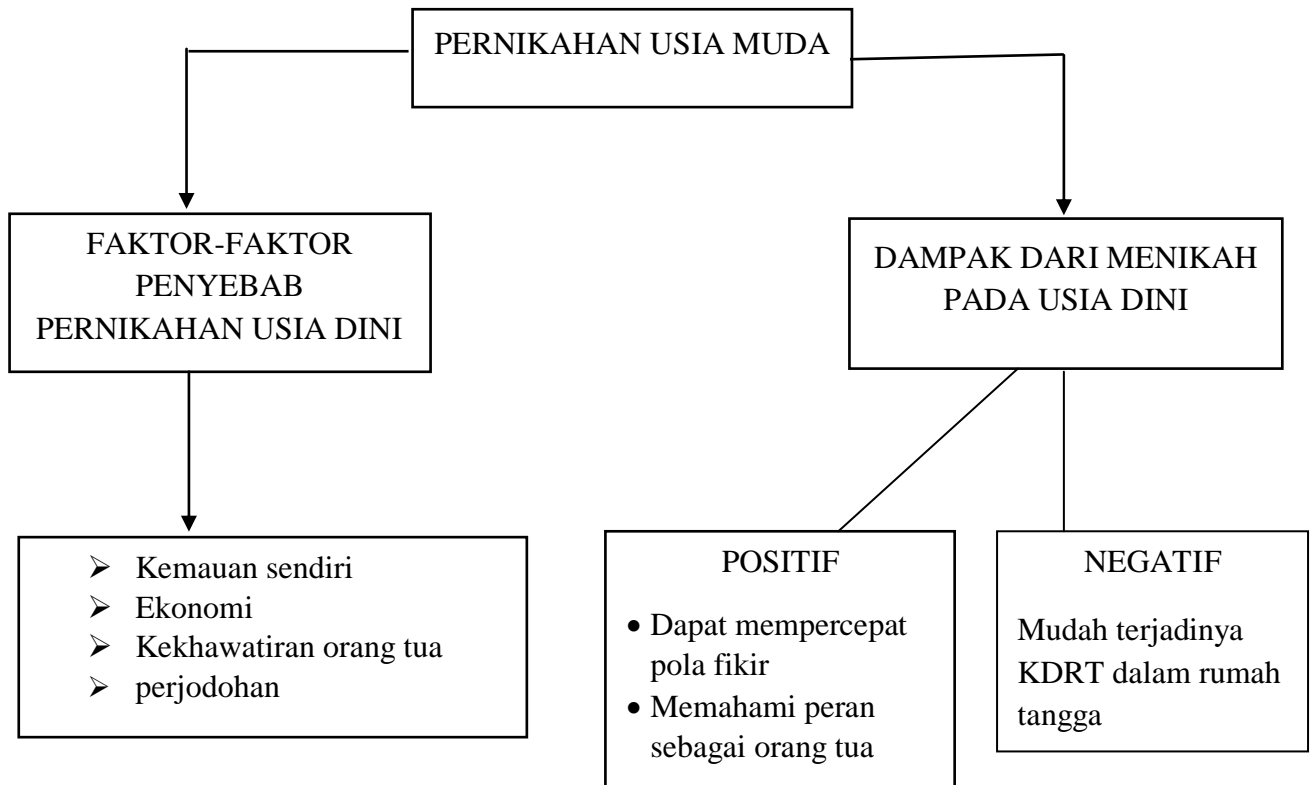 PERNIKAHAN USIA MUDA
FAKTOR-FAKTOR
PENYEBAB
PERNIKAHAN USIA DINI
DAMPAK DARI MENIKAH
PADA USIA DINI
➢ Kemauan sendiri
➢ Ekonomi
➢ Kekhawatiran orang tua
➢ perjodohan
POSITIF
• Dapat mempercepat
pola fikir
• Memahami peran
sebagai orang tua
NEGATIF
Mudah terjadinya
KDRT dalam rumah
tangga